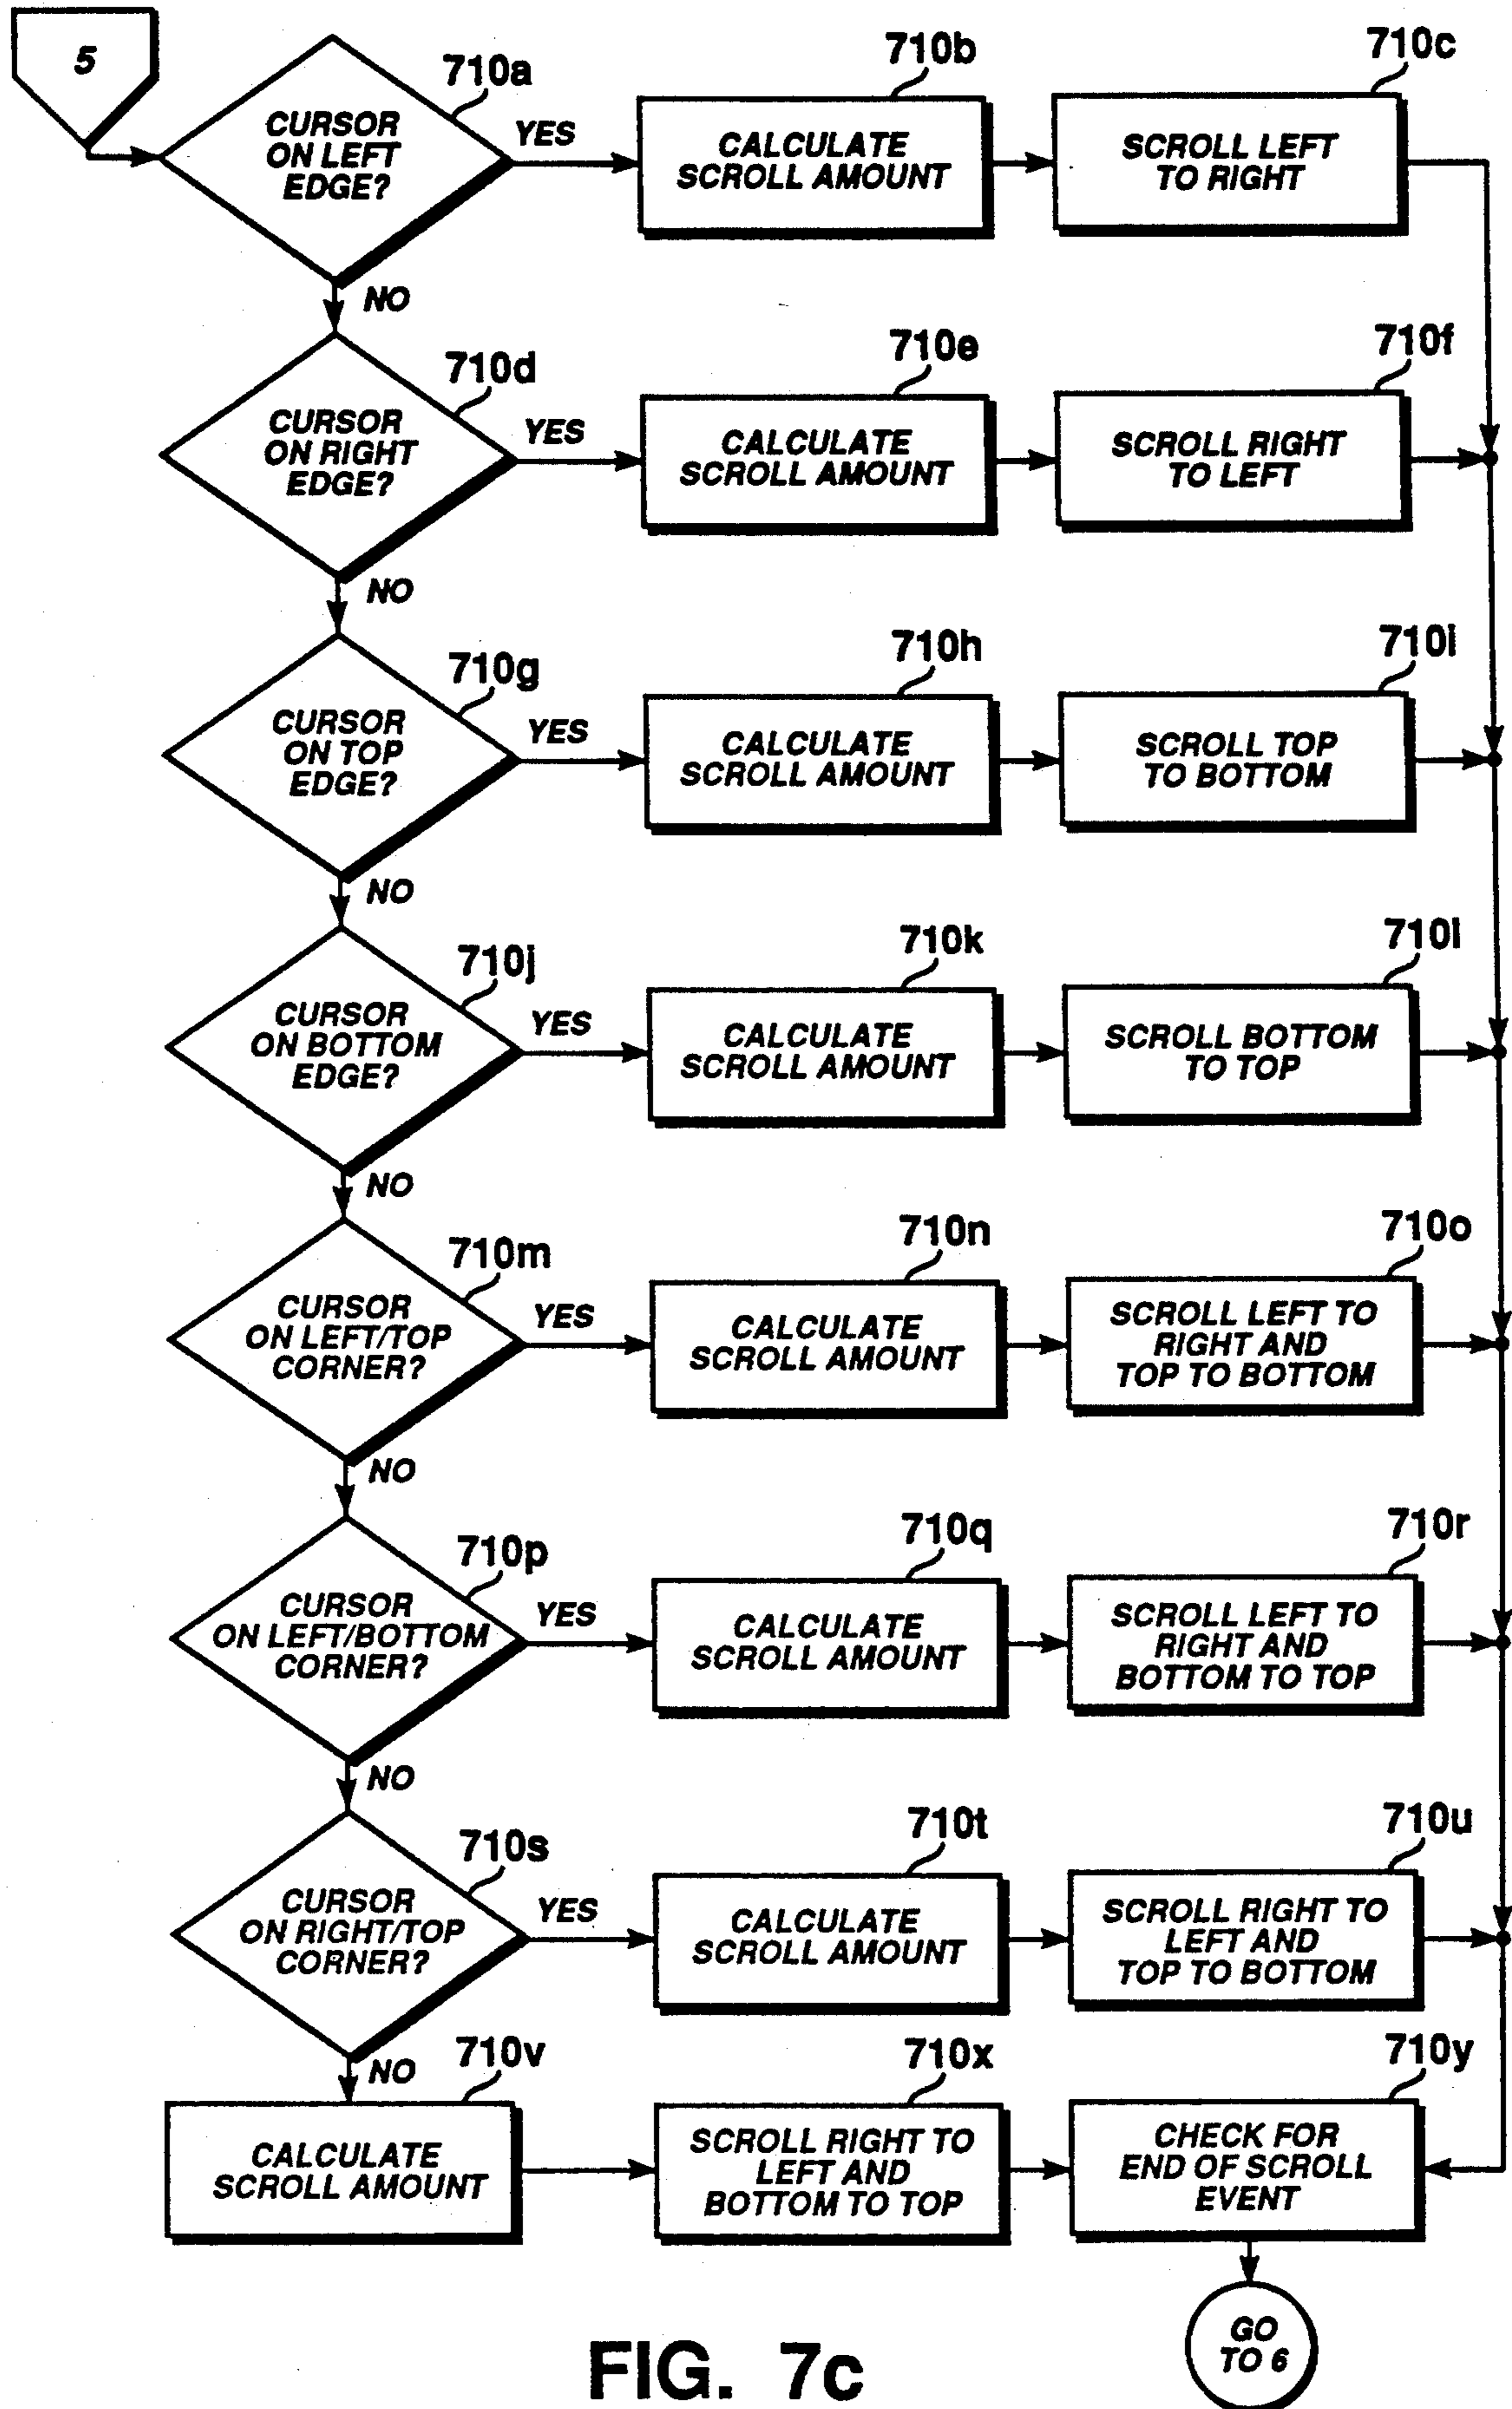 5
710a
CURSOR
ON LEFT
EDGE?
YES
710b
CALCULATE
SCROLL AMOUNT
710c
SCROLL LEFT
TO RIGHT
NO
710d
CURSOR
ON RIGHT
EDGE?
YES
710e
CALCULATE
SCROLL AMOUNT
710f
SCROLL RIGHT
TO LEFT
NO
710g
CURSOR
ON TOP
EDGE?
YES
710h
CALCULATE
SCROLL AMOUNT
710i
SCROLL TOP
TO BOTTOM
NO
710j
CURSOR
ON BOTTOM
EDGE?
YES
710k
CALCULATE
SCROLL AMOUNT
710l
SCROLL BOTTOM
TO TOP
NO
710m
CURSOR
ON LEFT/TOP
CORNER?
YES
710n
CALCULATE
SCROLL AMOUNT
710o
SCROLL LEFT TO
RIGHT AND
TOP TO BOTTOM
NO
710p
CURSOR
ON LEFT/BOTTOM
CORNER?
YES
710q
CALCULATE
SCROLL AMOUNT
710r
SCROLL LEFT TO
RIGHT AND
BOTTOM TO TOP
NO
710s
CURSOR
ON RIGHT/TOP
CORNER?
YES
710t
CALCULATE
SCROLL AMOUNT
710u
SCROLL RIGHT TO
LEFT AND
TOP TO BOTTOM
NO
710v
CALCULATE
SCROLL AMOUNT
710x
SCROLL RIGHT TO
LEFT AND
BOTTOM TO TOP
710y
CHECK FOR
END OF SCROLL
EVENT
GO
TO 6
FIG. 7c